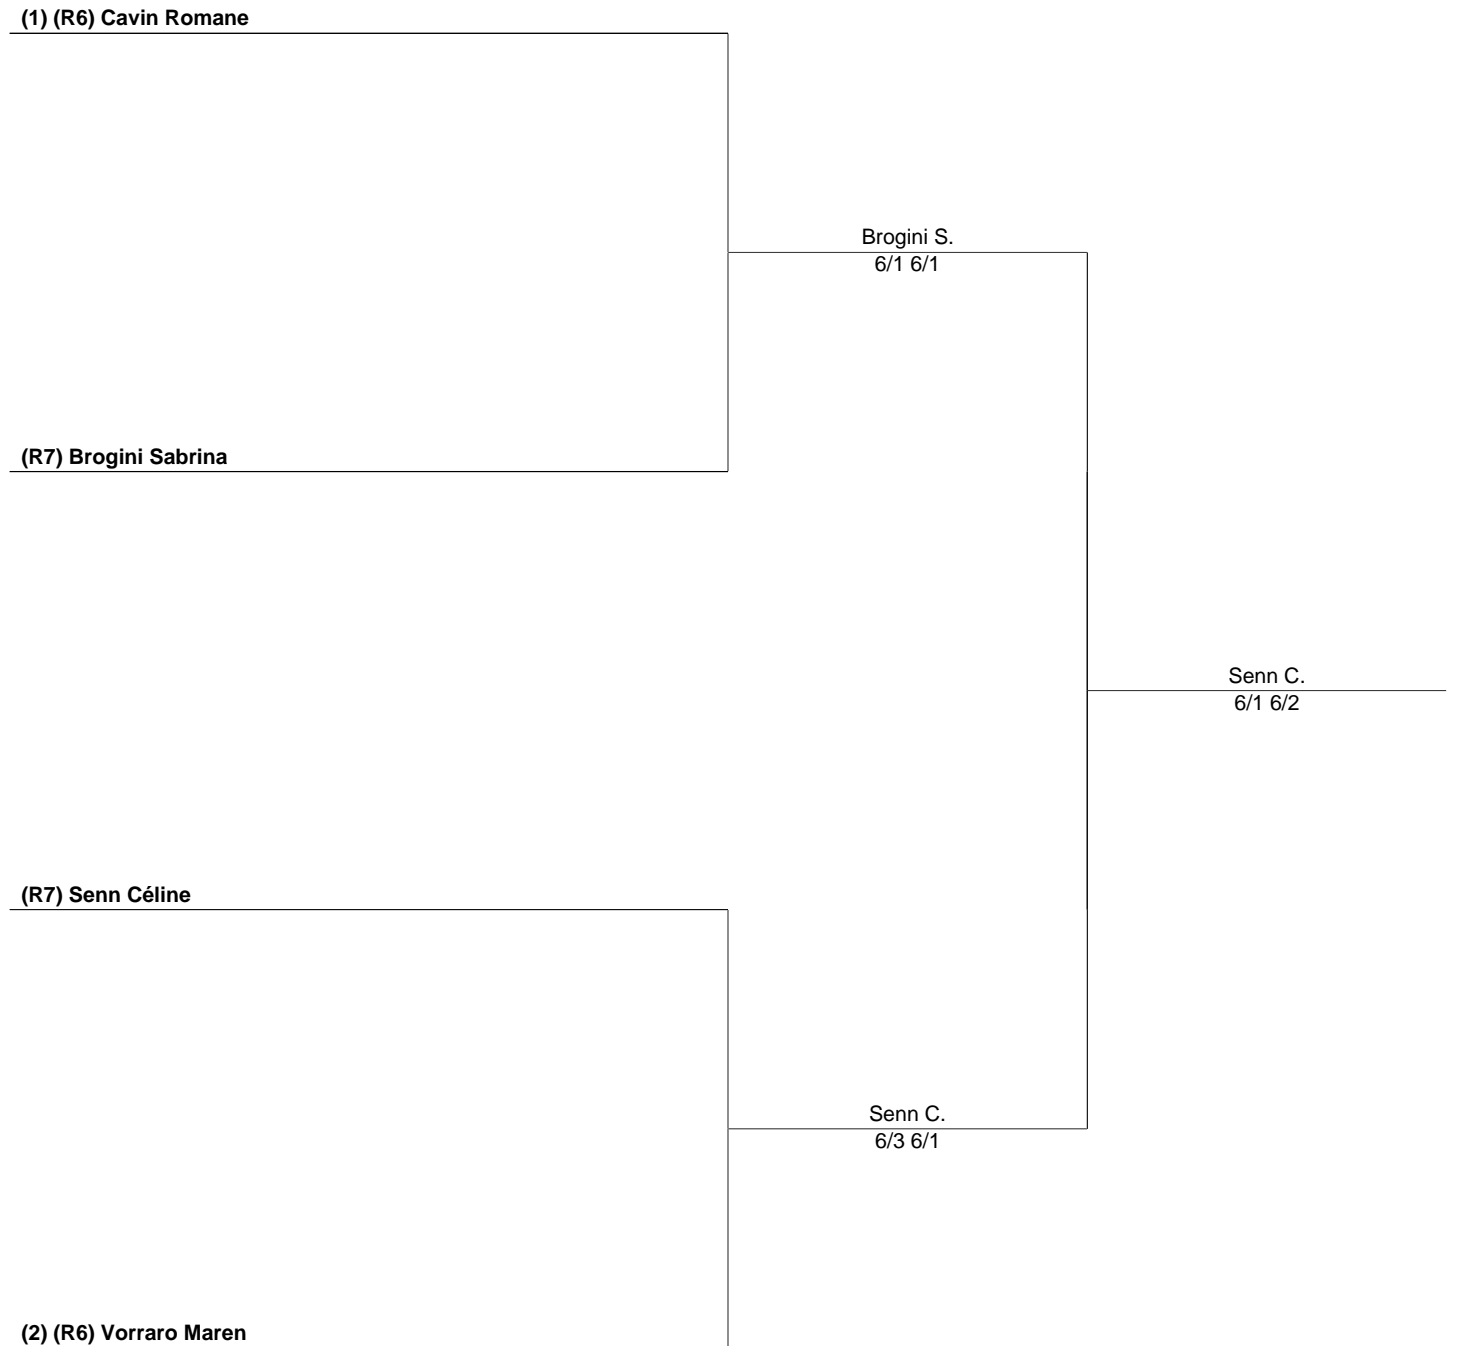 (1) (R6) Cavin Romane
Brogini S.
6/1 6/1
(R7) Brogini Sabrina
Senn C.
6/1 6/2
(R7) Senn Céline
Senn C.
6/3 6/1
(2) (R6) Vorraro Maren